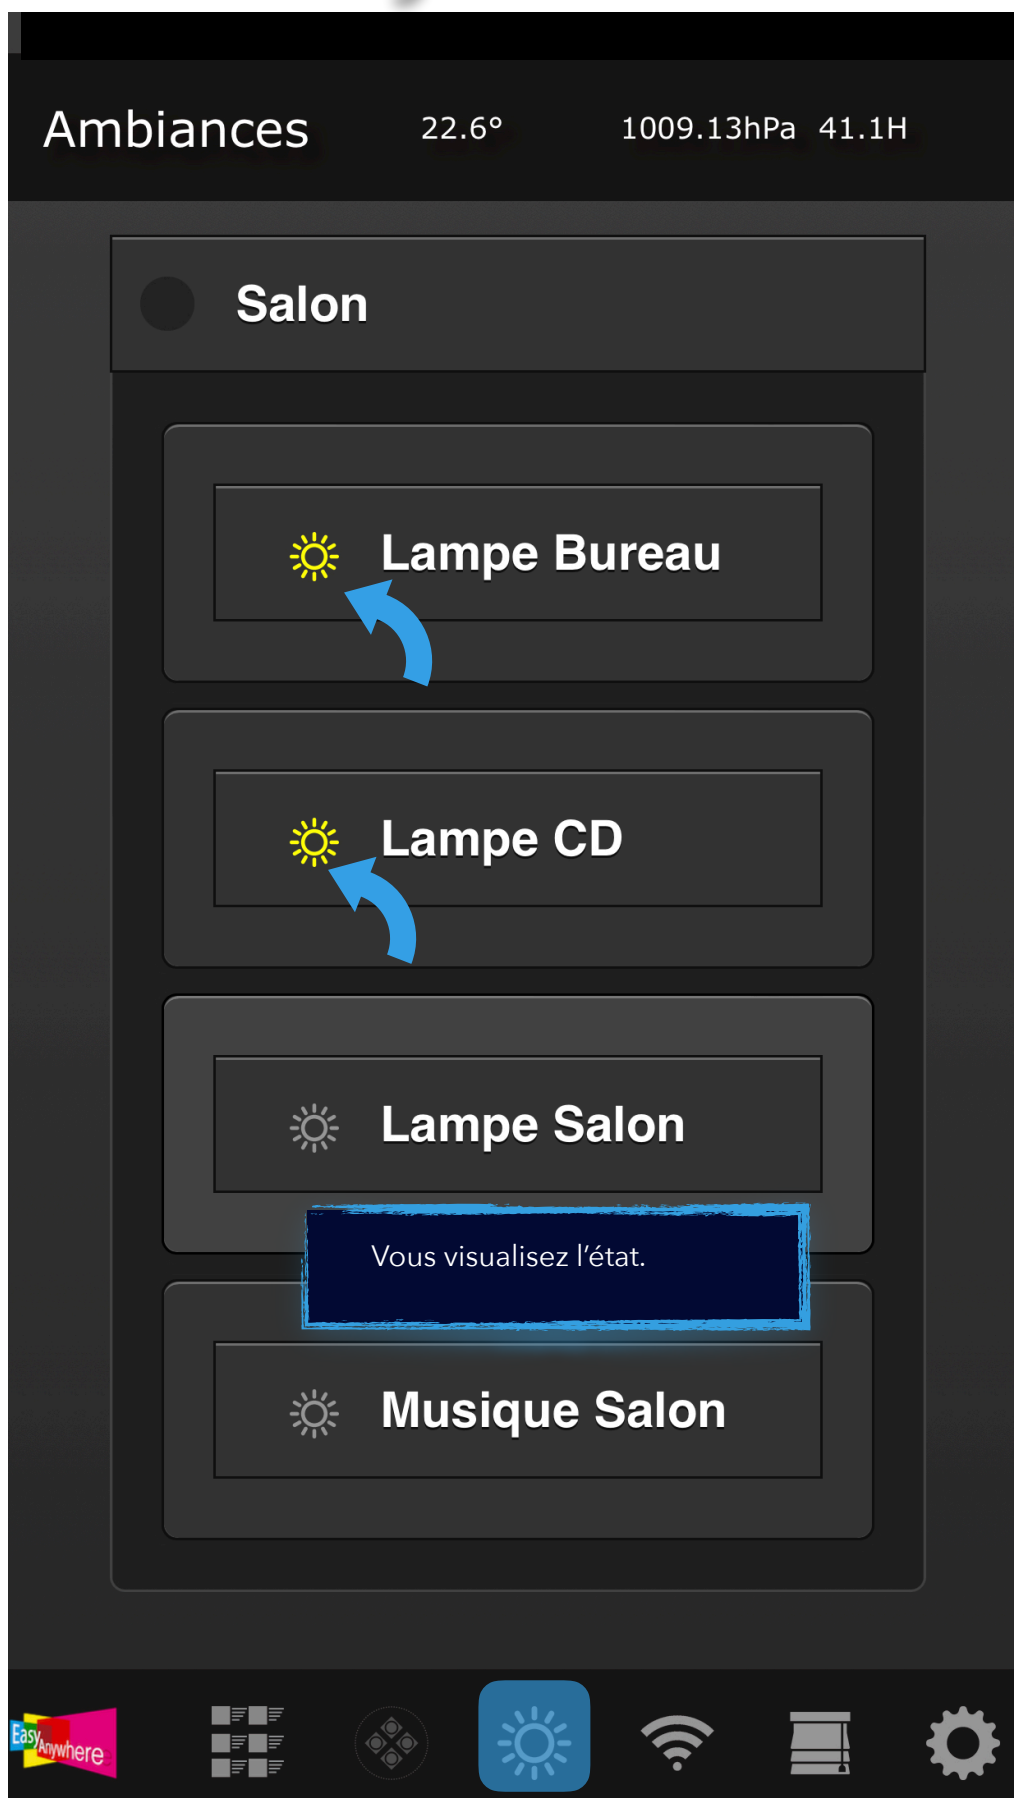 Ambiances 22.6° 1009.13hPa 41.1H
Salon
Lampe Bureau
Lampe CD
Lampe Salon
Vous visualisez l'état.
Musique Salon
EasyAnywhere